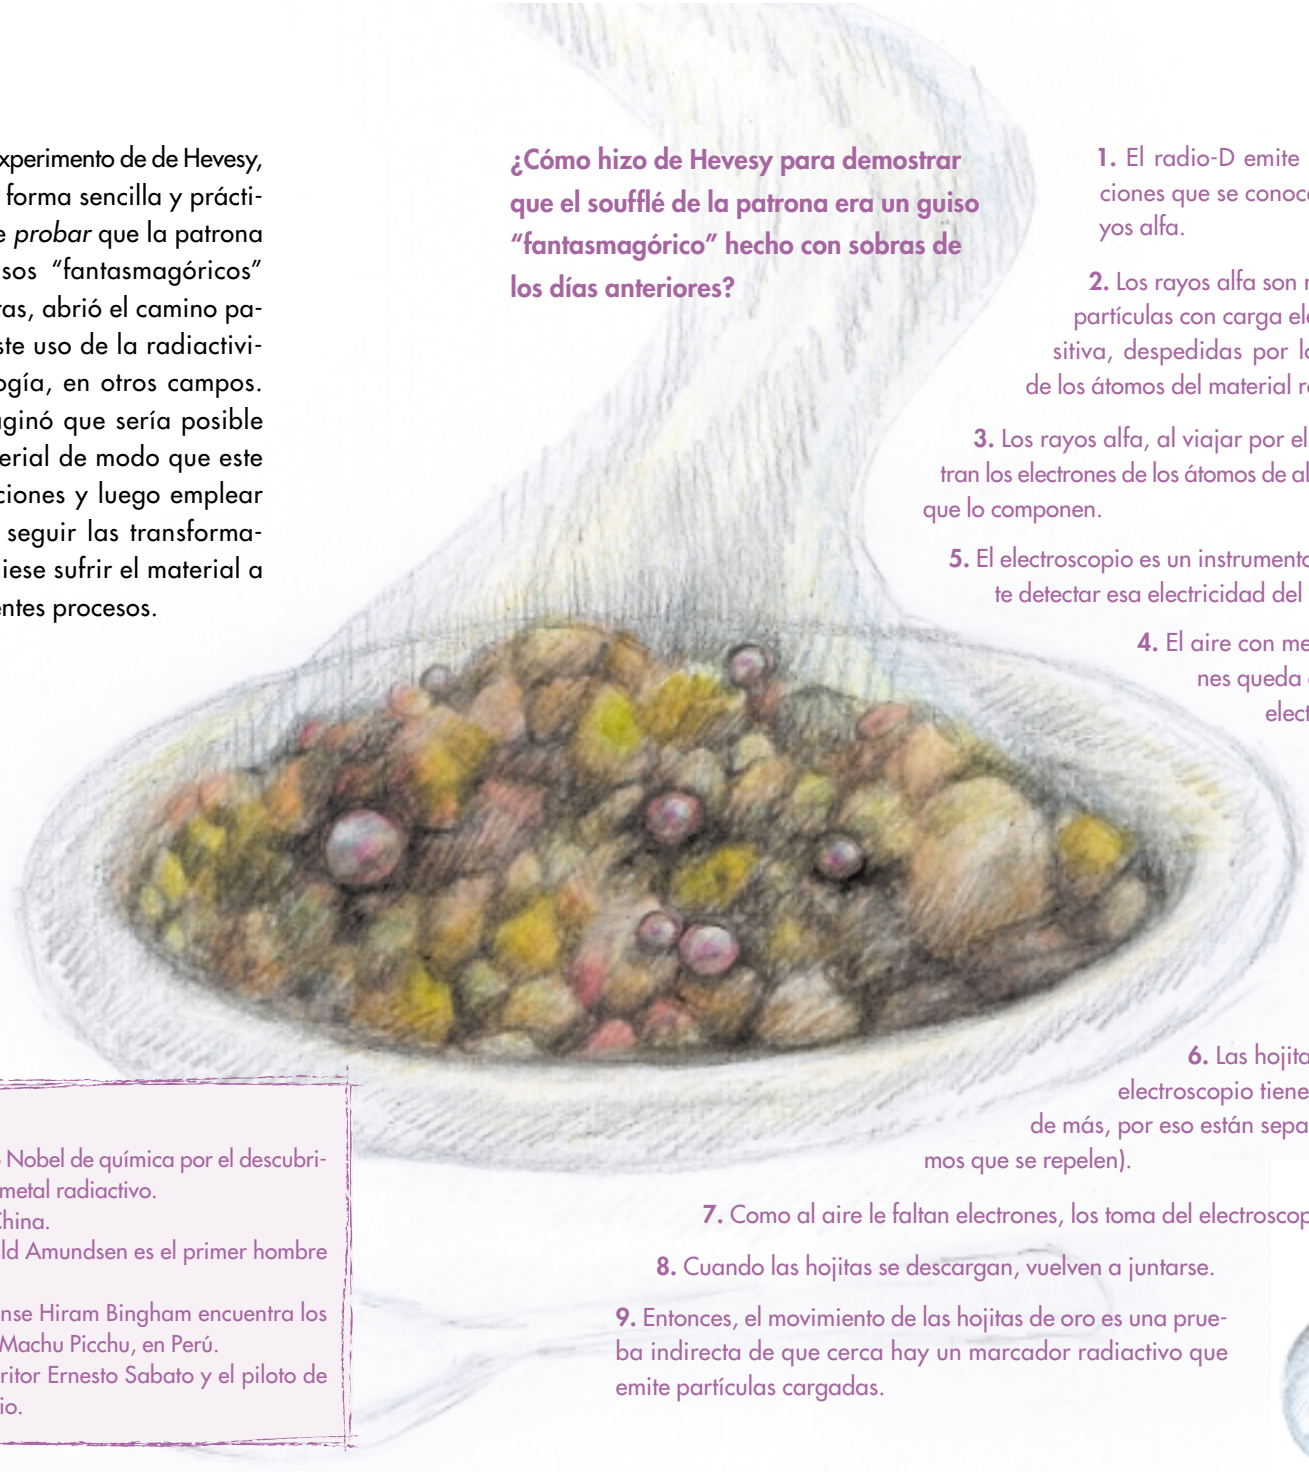 xperimento de de Hevesy,
forma sencilla y prácti-
e probar que la patrona
sos “fantasmagóricos”
ras, abrió el camino pa-
ste uso de la radiactivi-
ogía, en otros campos.
aginó que sería posible
erial de modo que este
ciones y luego emplear
seguir las transforma-
iese sufrir el material a
entes procesos.
¿Cómo hizo de Hevesy para demostrar
que el soufflé de la patrona era un guiso
“fantasmagórico” hecho con sobras de
los días anteriores?
1. El radio-D emite
ciones que se conoc
yos alfa.
2. Los rayos alfa son
partículas con carga el
sitiva, despedidas por l
de los átomos del material r
3. Los rayos alfa, al viajar por el
tran los electrones de los átomos de al
que lo componen.
5. El electroscopio es un instrumento
te detectar esa electricidad del
4. El aire con me
nes queda
elect
6. Las hojita
electroscopio tiene
de más, por eso están sepa
mos que se repelen).
7. Como al aire le faltan electrones, los toma del electroscop
8. Cuando las hojitas se descargan, vuelven a juntarse.
9. Entonces, el movimiento de las hojitas de oro es una prue-
ba indirecta de que cerca hay un marcador radiactivo que
emite partículas cargadas.
Nobel de química por el descubri-
metal radiactivo.
China.
ld Amundsen es el primer hombre
nse Hiram Bingham encuentra los
Machu Picchu, en Perú.
ritor Ernesto Sabato y el piloto de
io.